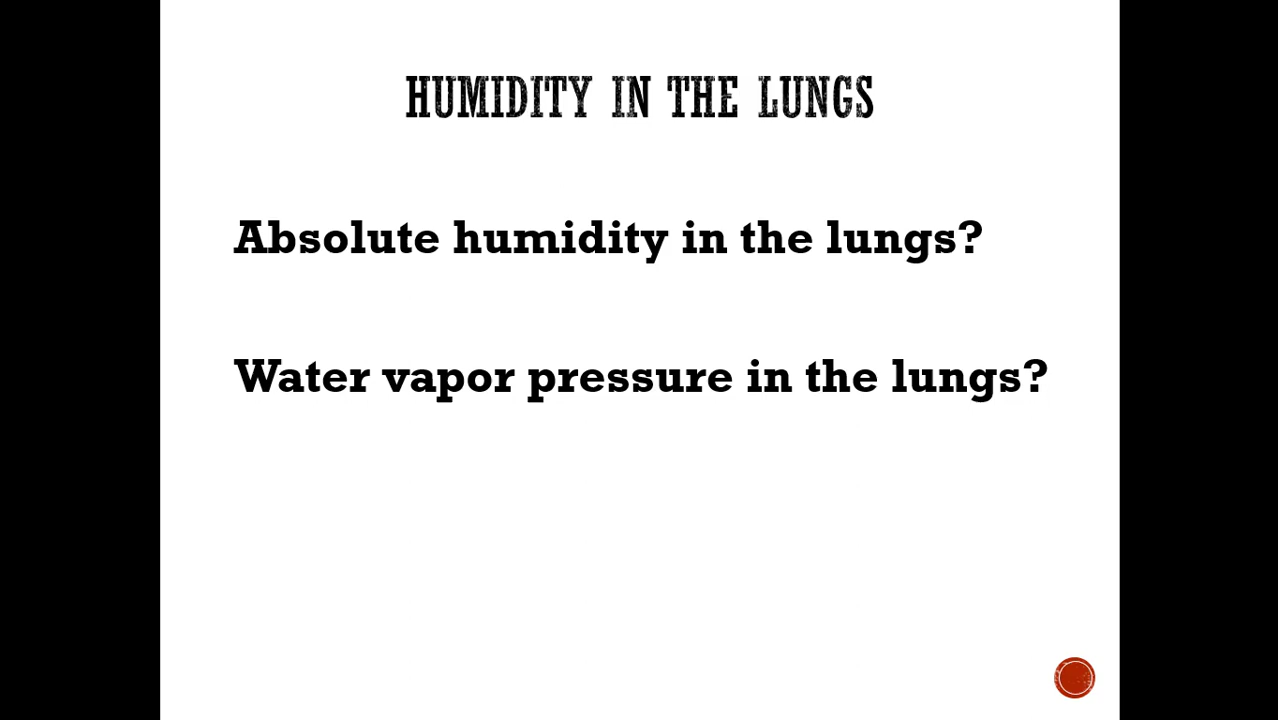 HUMIDITY IN THE LUNGS
Absolute humidity in the lungs?
Water vapor pressure in the lungs?